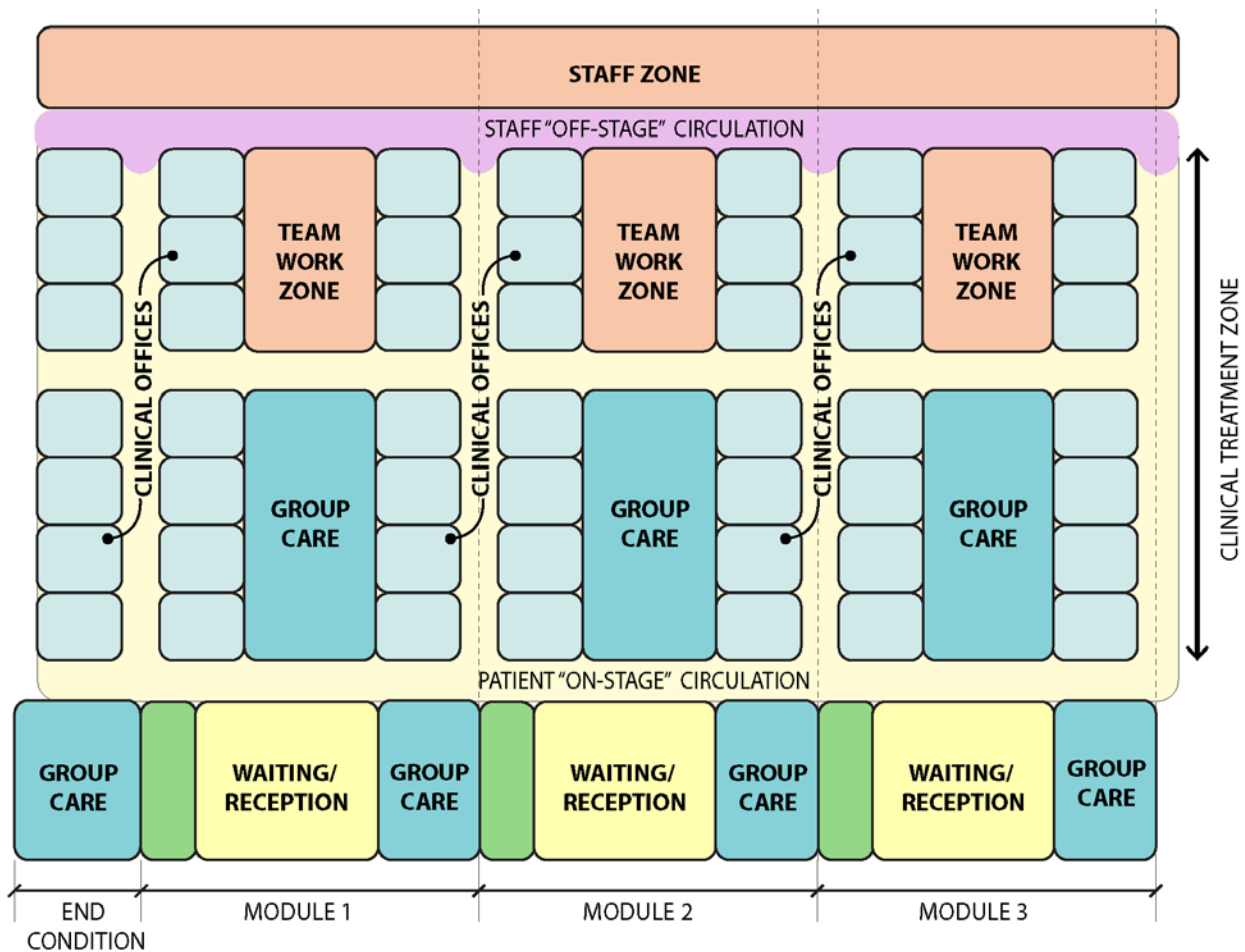 STAFF ZONE
STAFF "OFF-STAGE" CIRCULATION
TEAM
WORK
ZONE
TEAM
WORK
ZONE
TEAM
WORK
ZONE
CLINICAL OFFICES
CLINICAL OFFICES
CLINICAL OFFICES
CLINICAL TREATMENT ZONE
GROUP
CARE
GROUP
CARE
GROUP
CARE
PATIENT "ON-STAGE" CIRCULATION
GROUP
CARE
WAITING/
RECEPTION
GROUP
CARE
WAITING/
RECEPTION
GROUP
CARE
WAITING/
RECEPTION
GROUP
CARE
END
CONDITION
MODULE 1
MODULE 2
MODULE 3